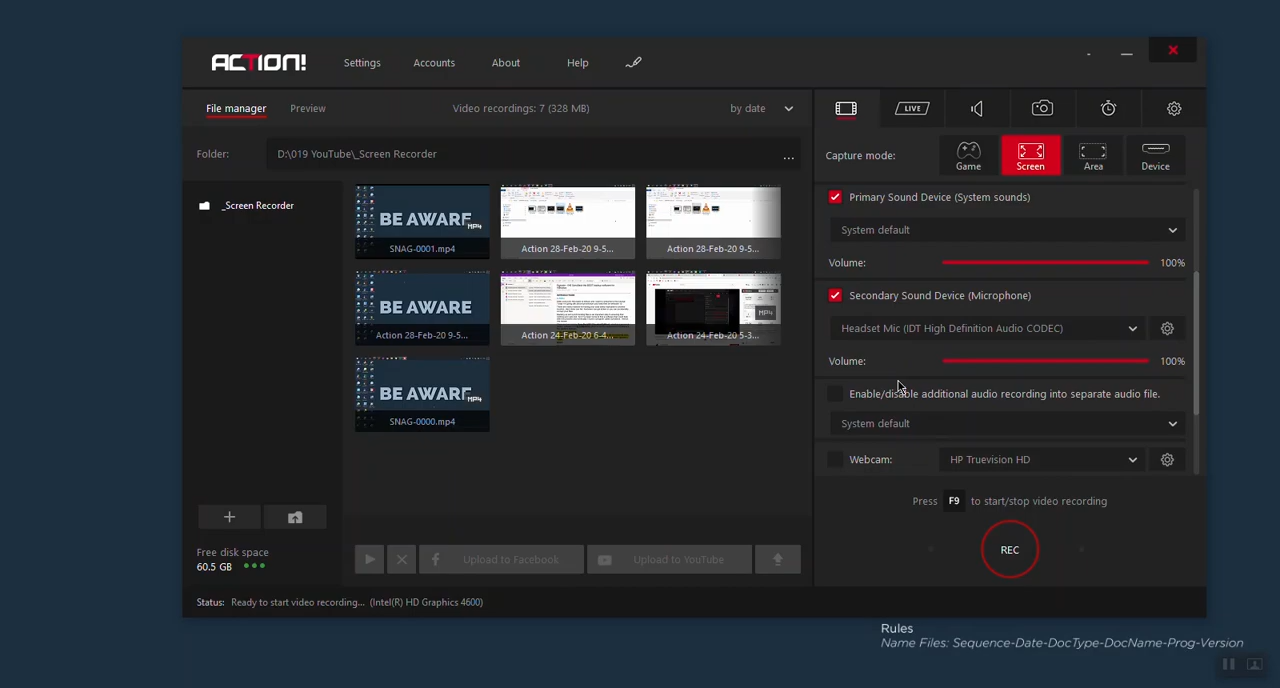 ACTION!
Settings
Accounts
About
Help
File manager
Preview
Video recordings: 7 (328 MB)
by date
LIVE
Folder:
D:\019 YouTube\_Screen Recorder
...
Capture mode:
Game
Screen
Area
Device
_Screen Recorder
BE AWARE
MP4
SNAG-0001.mp4
Action 28-Feb-20 9-5...
Action 28-Feb-20 9-5...
BE AWARE
Action 28-Feb-20 9-5...
Action 24-Feb-20 6-4...
MP4
Action 24-Feb-20 5-3...
BE AWARE
MP4
SNAG-0000.mp4
Primary Sound Device (System sounds)
System default
Volume:
100%
Secondary Sound Device (Microphone)
Headset Mic (IDT High Definition Audio CODEC)
Volume:
100%
Enable/disable additional audio recording into separate audio file.
System default
Webcam:
HP Truevision HD
Press F9 to start/stop video recording
REC
Free disk space
60.5 GB
Upload to Facebook
Upload to YouTube
Status: Ready to start video recording... (Intel(R) HD Graphics 4600)
Rules
Name Files: Sequence-Date-DocType-DocName-Prog-Version